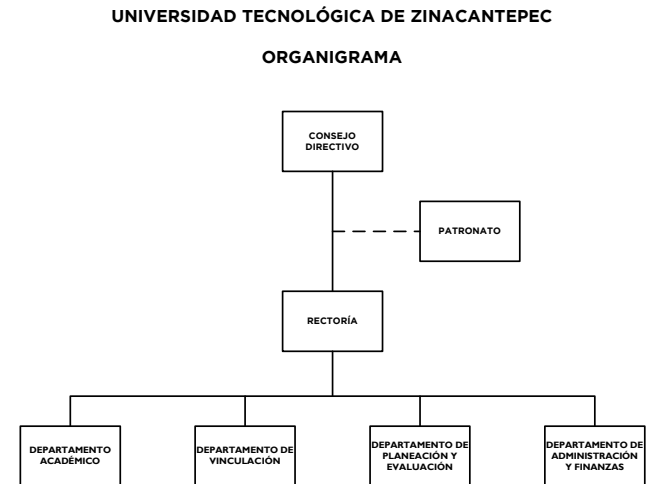 UNIVERSIDAD TECNOLÓGICA DE ZINACANTEPEC
ORGANIGRAMA
CONSEJO
DIRECTIVO
PATRONATO
RECTORÍA
DEPARTAMENTO
ACADÉMICO
DEPARTAMENTO DE
VINCULACIÓN
DEPARTAMENTO DE
PLANEACIÓN Y
EVALUACIÓN
DEPARTAMENTO DE
ADMINISTRACIÓN
Y FINANZAS